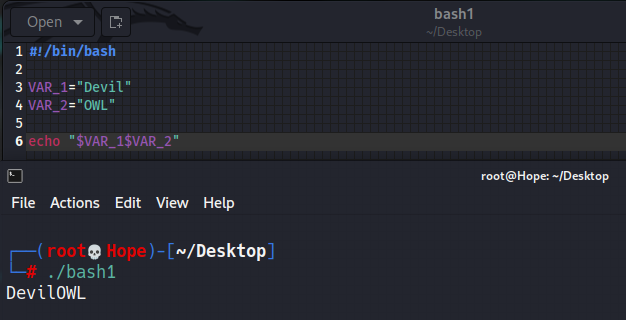 Open
bash1
~/Desktop
1 #!/bin/bash
2
3 VAR_1="Devil"
4 VAR_2="OWL"
5
6 echo "$VAR_1$VAR_2"
root@Hope: ~/Desktop
File Actions Edit View Help
┌──(root💀Hope)-[~/Desktop]
└─# ./bash1
DevilOWL